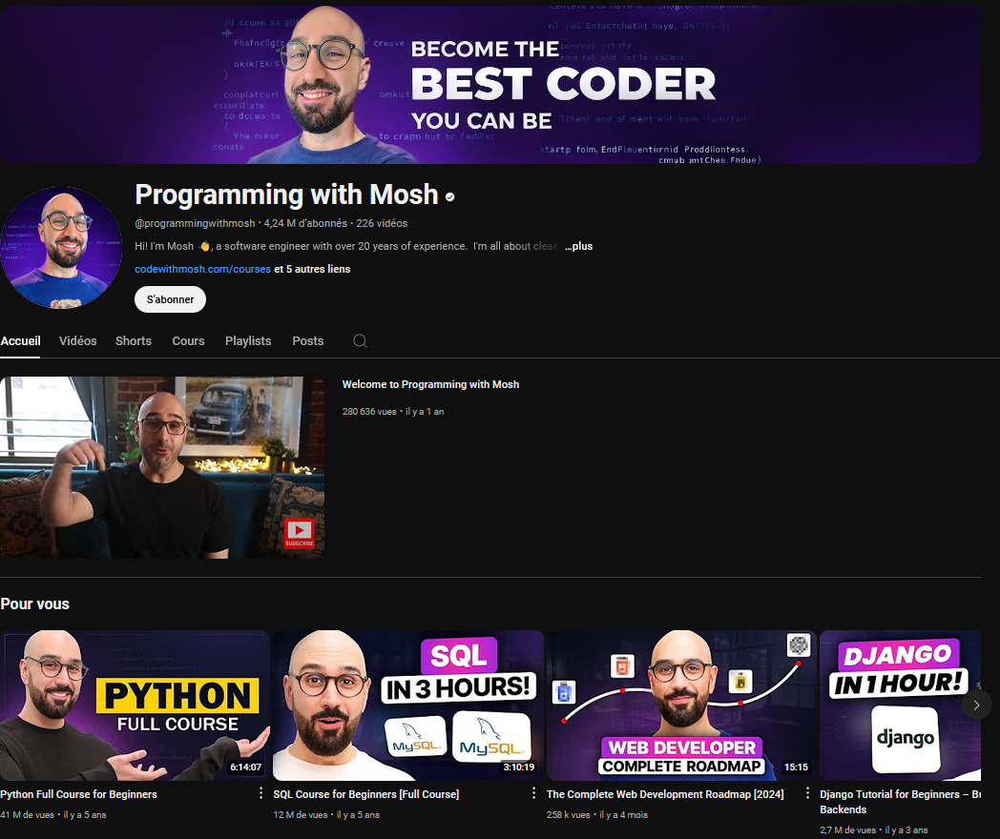 BECOME THE
BEST CODER
YOU CAN BE
Programming with Mosh
@programmingwithmosh • 4,24 M d’abonnés • 226 vidéos
Hi! I'm Mosh 👋, a software engineer with over 20 years of experience. I'm all about clear, ...plus
codewithmosh.com/courses et 5 autres liens
S'abonner
Accueil Vidéos Shorts Cours Playlists Posts
Welcome to Programming with Mosh
280 636 vues • il y a 1 an
SUBSCRIBE
Pour vous
PYTHON
FULL COURSE
6:14:07
SQL
IN 3 HOURS!
MySQL
MySQL
3:10:19
WEB DEVELOPER
COMPLETE ROADMAP
15:15
DJANGO
IN 1 HOUR!
django
Python Full Course for Beginners
41 M de vues • il y a 5 ans
SQL Course for Beginners [Full Course]
12 M de vues • il y a 5 ans
The Complete Web Development Roadmap [2024]
258 k vues • il y a 4 mois
Django Tutorial for Beginners – Bu
Backends
2,7 M de vues • il y a 3 ans